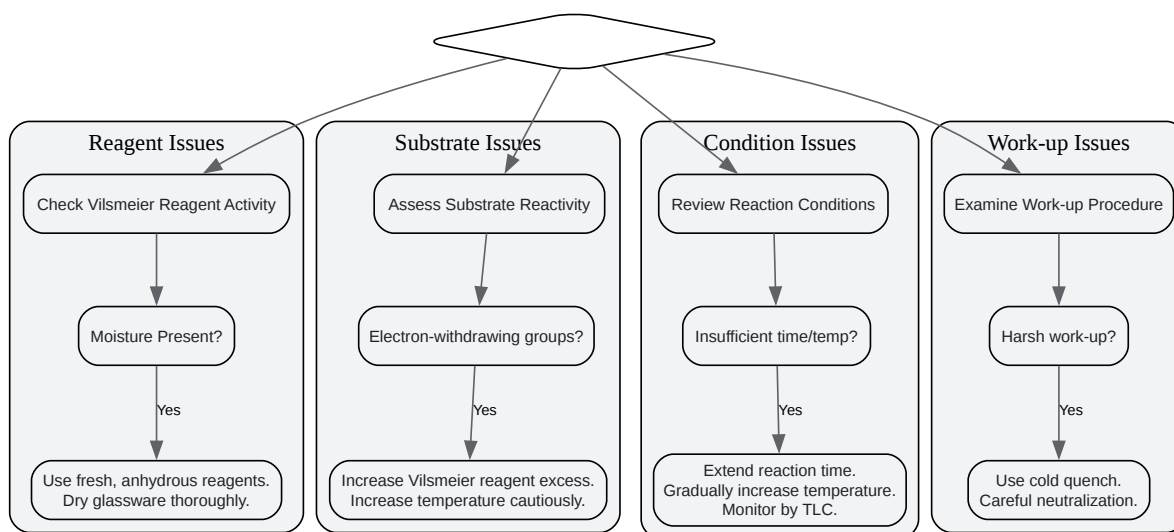 Reagent Issues
Check Vilsmeier Reagent Activity
Moisture Present?
Yes
Use fresh, anhydrous reagents.
Dry glassware thoroughly.
Substrate Issues
Assess Substrate Reactivity
Electron-withdrawing groups?
Yes
Increase Vilsmeier reagent excess.
Increase temperature cautiously.
Condition Issues
Review Reaction Conditions
Insufficient time/temp?
Yes
Extend reaction time.
Gradually increase temperature.
Monitor by TLC.
Work-up Issues
Examine Work-up Procedure
Harsh work-up?
Yes
Use cold quench.
Careful neutralization.